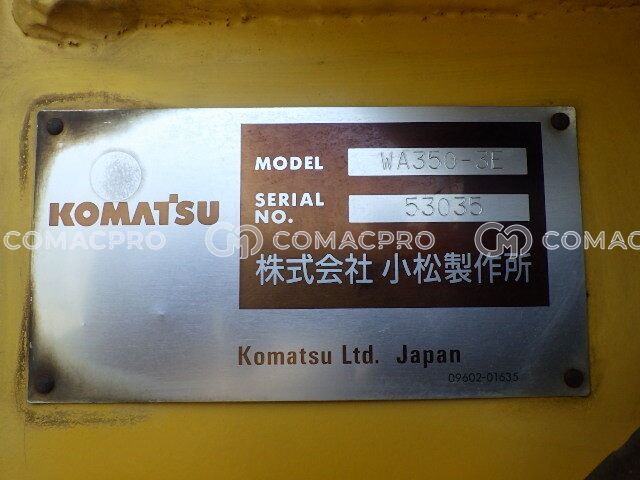 MODEL WA350-3E
KOMATSU
SERIAL NO. 53035
COMACPRO COMACPRO COMACPRO
株式会社 小松製作所
Komatsu Ltd. Japan
09602-01635